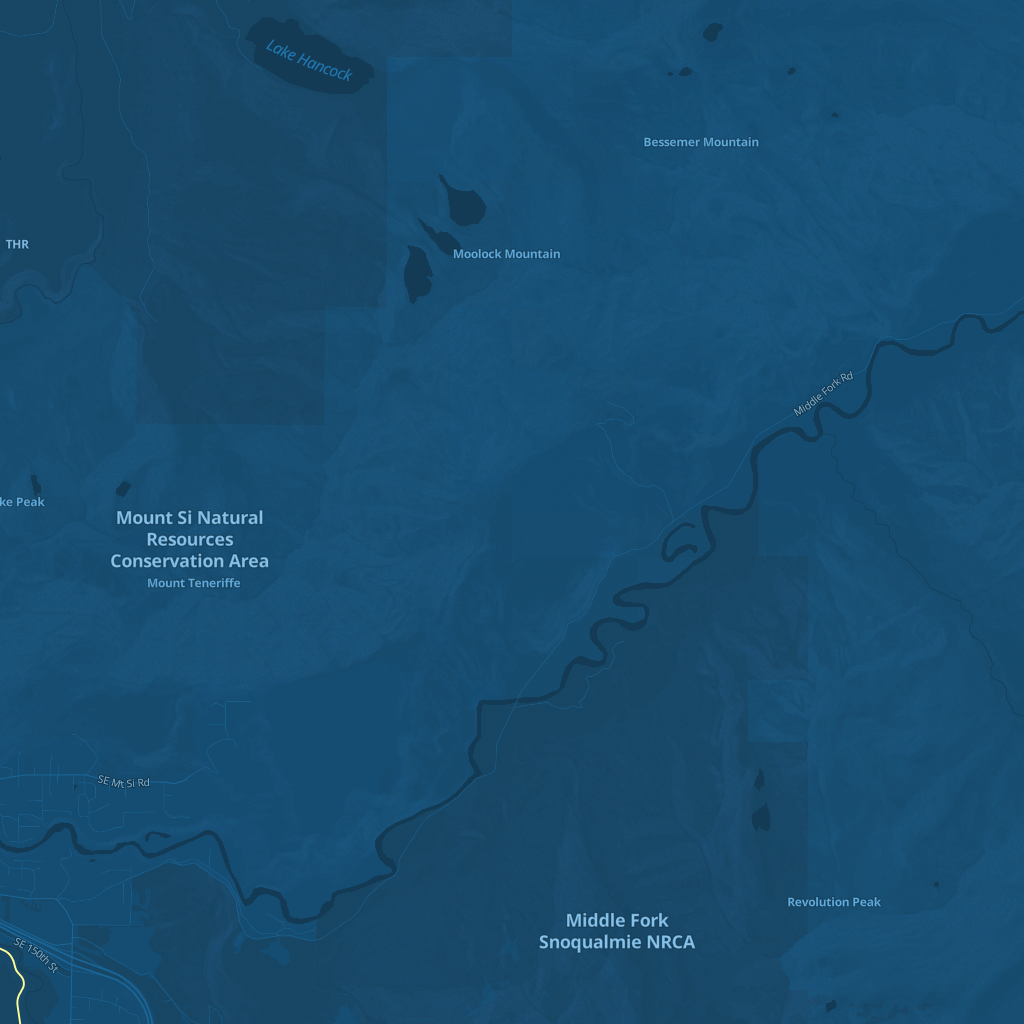 Lake Hancock
Bessemer Mountain
THR
Moolock Mountain
Middle Fork Rd
ke Peak
Mount Si Natural
Resources
Conservation Area
Mount Teneriffe
SE Mt Si Rd
Revolution Peak
Middle Fork
Snoqualmie NRCA
SE 150th St